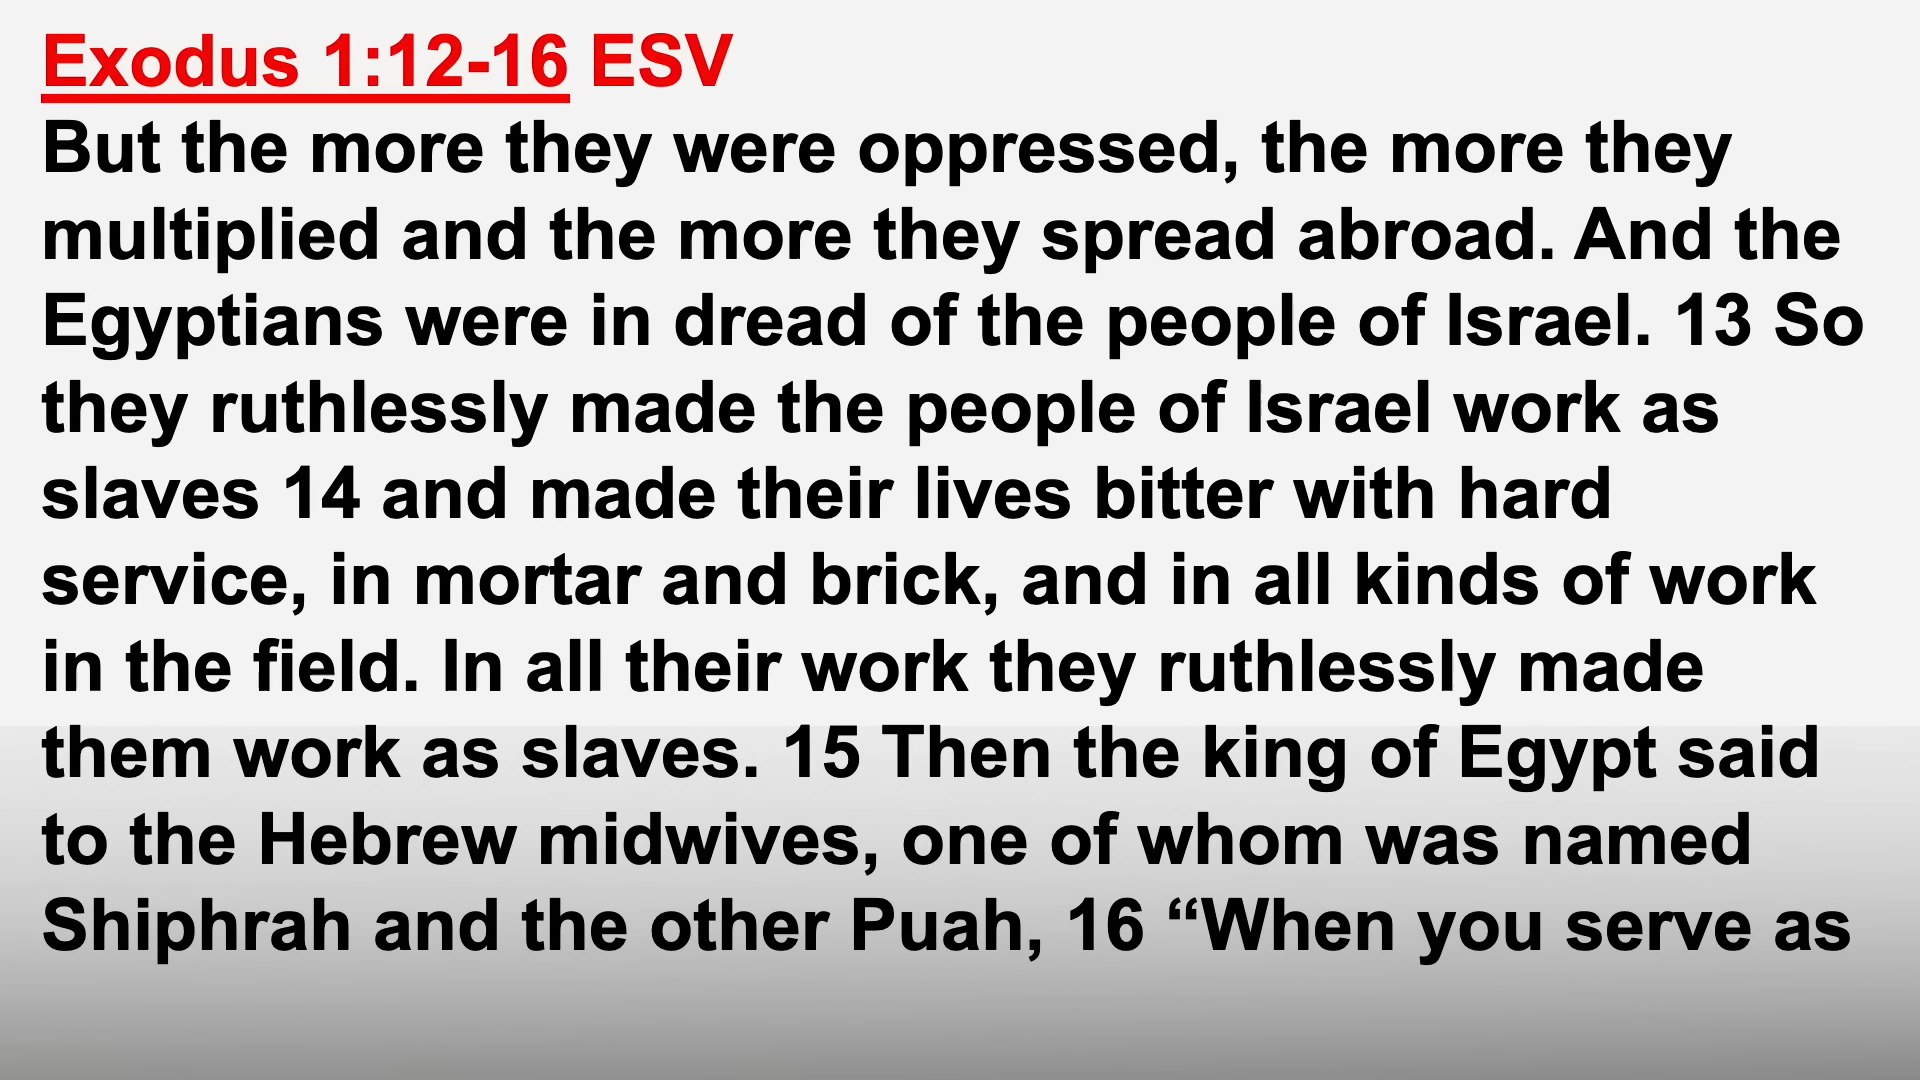 Exodus 1:12-16 ESV
But the more they were oppressed, the more they
multiplied and the more they spread abroad. And the
Egyptians were in dread of the people of Israel. 13 So
they ruthlessly made the people of Israel work as
slaves 14 and made their lives bitter with hard
service, in mortar and brick, and in all kinds of work
in the field. In all their work they ruthlessly made
them work as slaves. 15 Then the king of Egypt said
to the Hebrew midwives, one of whom was named
Shiphrah and the other Puah, 16 “When you serve as